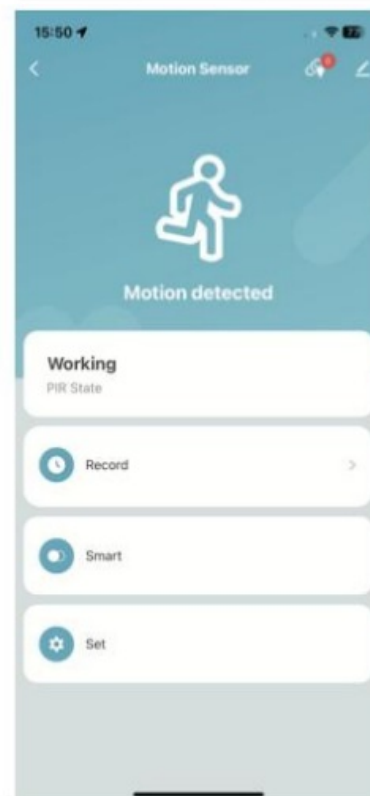 15:50
Motion Sensor
Motion detected
Working
PIR State
Record
Smart
Set